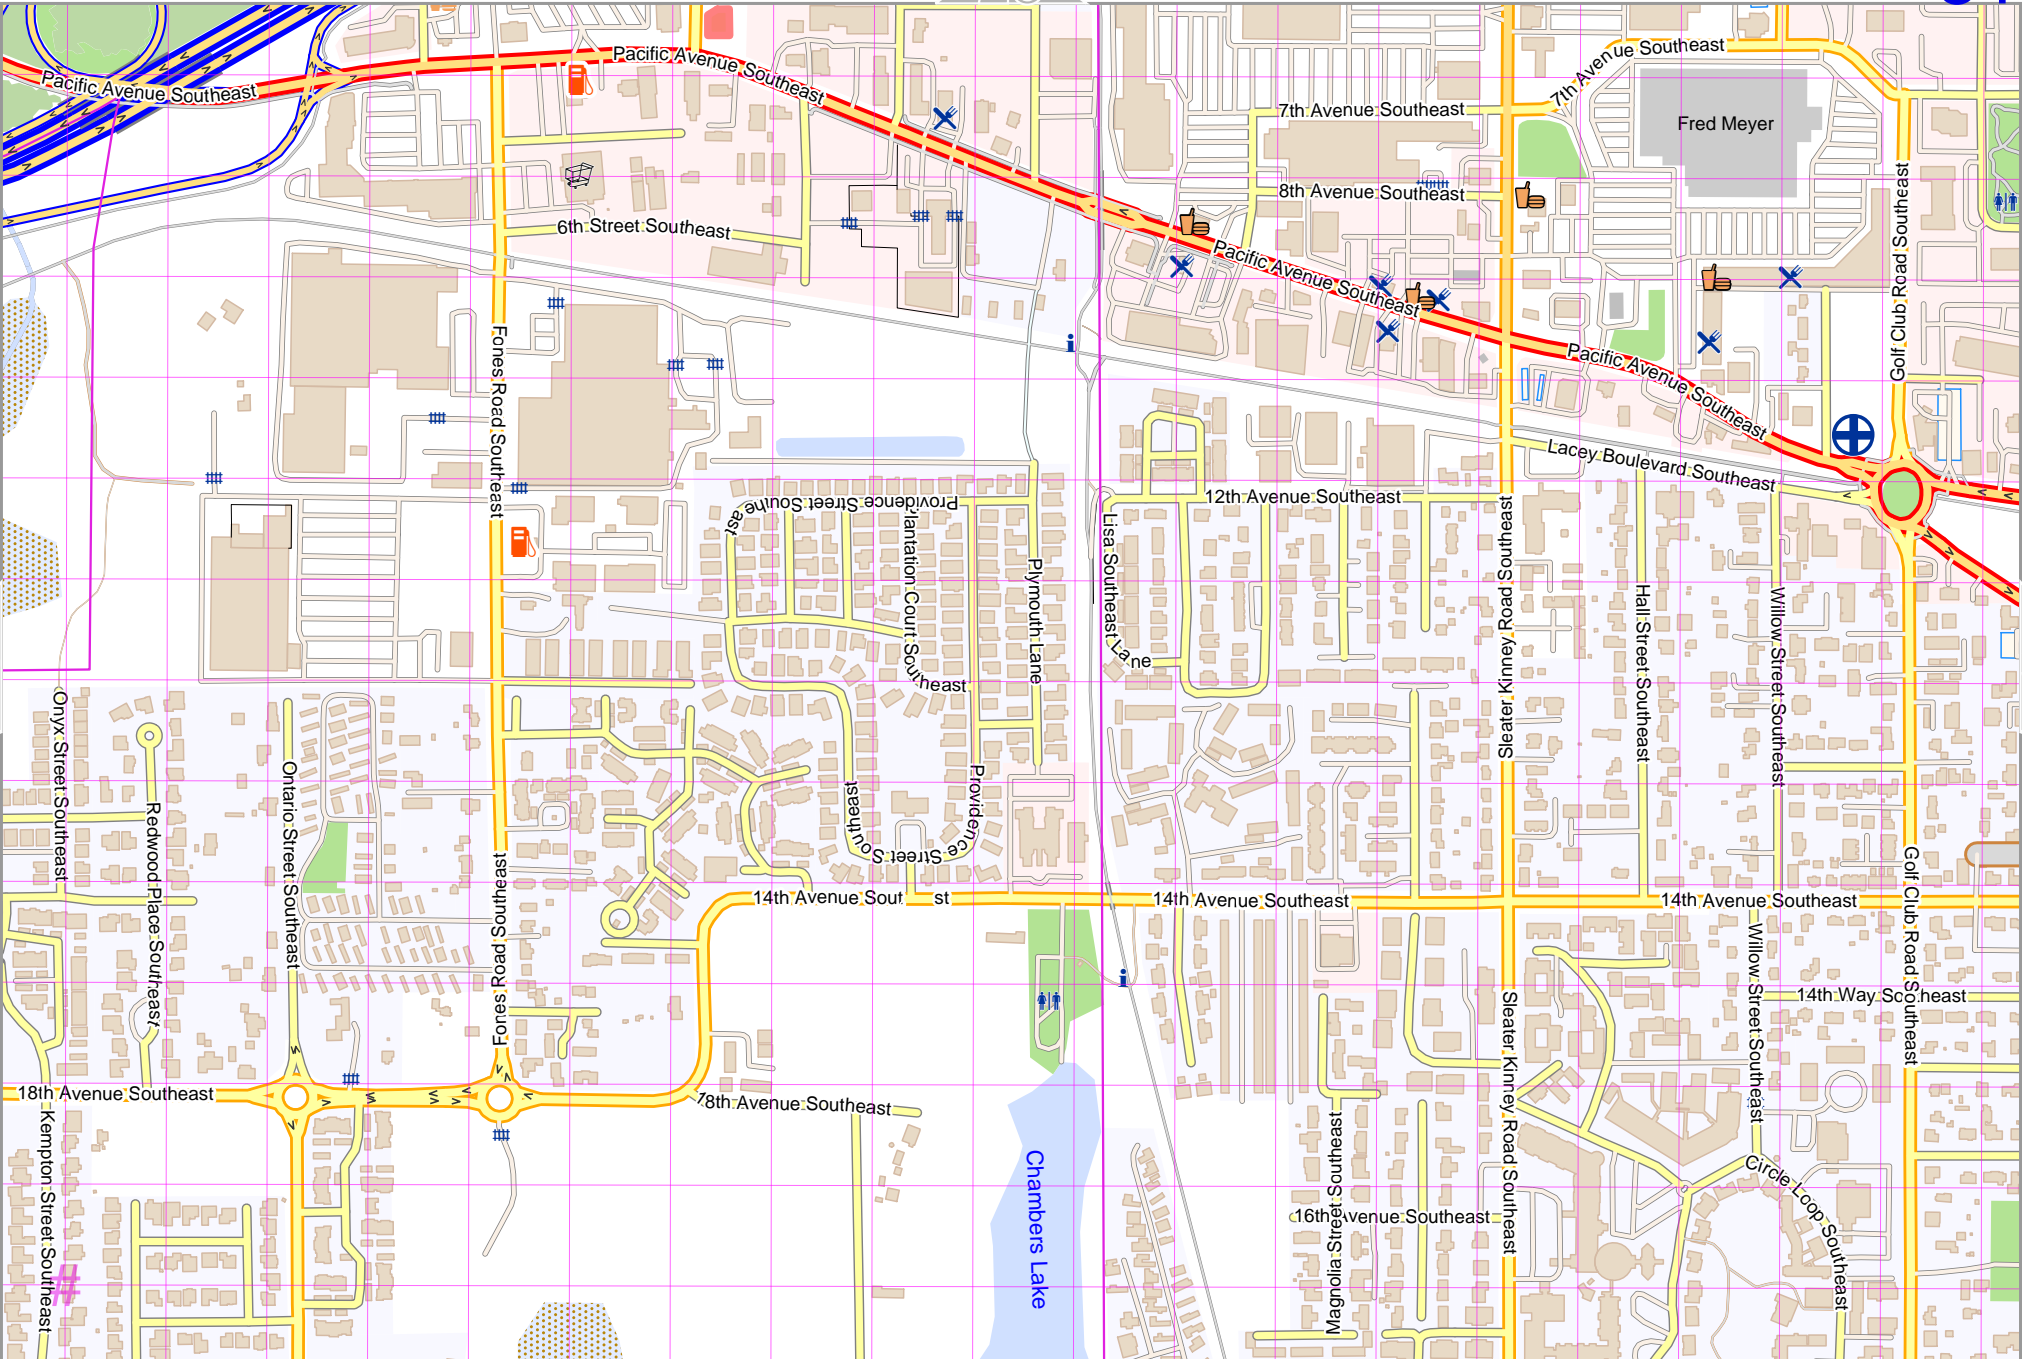 Pacific Avenue Southeast
Pacific Avenue Southeast
7th Avenue Southeast
7th Avenue Southeast
Fred Meyer
8th Avenue Southeast
6th Street Southeast
Pacific Avenue Southeast
Golf Club Road Southeast
Fones Road Southeast
Pacific Avenue Southeast
Lacey Boulevard Southeast
12th Avenue Southeast
Providence Street Southeast
Plantation Court Southeast
Plymouth Lane
Lisa Southeast Lane
Sleater Kinney Road Southeast
Hall Street Southeast
Willow Street Southeast
Onyx Street Southeast
Redwood Place Southeast
Ontario Street Southeast
Fones Road Southeast
Providence Street Southeast
14th Avenue Sou st
14th Avenue Southeast
14th Avenue Southeast
Golf Club Road Southeast
Willow Street Southeast
14th Way Southeast
Sleater Kinney Road Southeast
18th Avenue Southeast
18th Avenue Southeast
Kempton Street Southeast
Chambers Lake
Magnolia Street Southeast
16th Avenue Southeast
Circle Loop Southeast